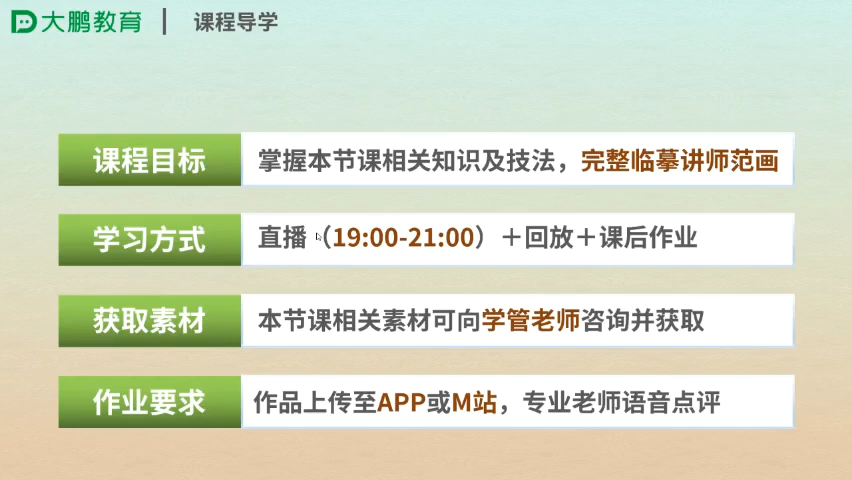 大鹏教育 | 课程导学
课程目标 掌握本节课相关知识及技法，完整临摹讲师范画
学习方式 直播（19:00-21:00）＋回放＋课后作业
获取素材 本节课相关素材可向学管老师咨询并获取
作业要求 作品上传至APP或M站，专业老师语音点评